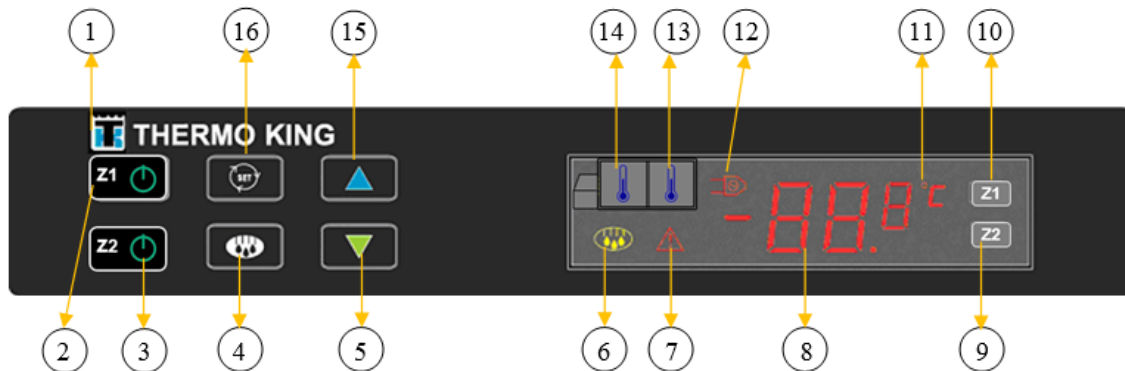 1 16 15 14 13 12 11 10
THERMO KING
Z1 SET
Z2
-88.8°C
Z1
Z2
2 3 4 5 6 7 8 9